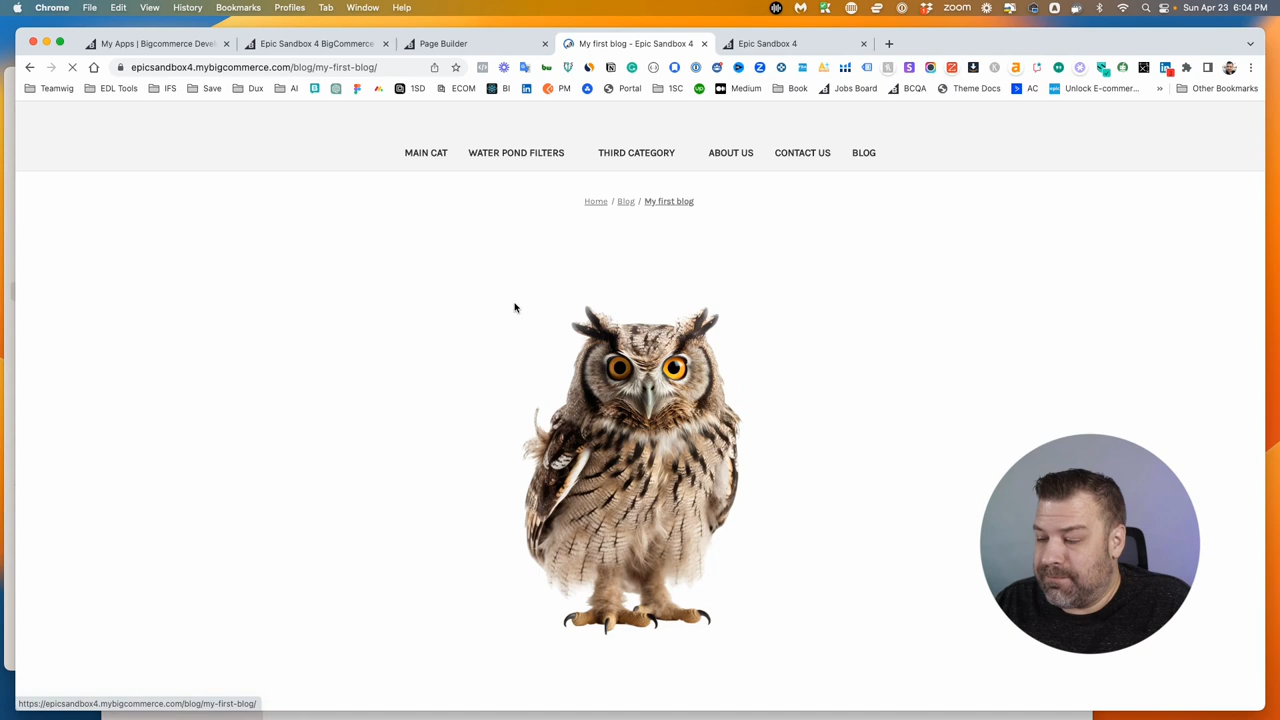 Chrome File Edit View History Bookmarks Profiles Tab Window Help ZOOM Sun Apr 23 6:04 PM
My Apps | Bigcommerce Deve Epic Sandbox 4 BigCommerce Page Builder My first blog - Epic Sandbox 4 Epic Sandbox 4
epicsandbox4.mybigcommerce.com/blog/my-first-blog/
Teamwig EDL Tools IFS Save Dux AI 1SD ECOM BI PM Portal 1SC Medium Book Jobs Board BCQA Theme Docs AC Unlock E-commer... » Other Bookmarks
MAIN CAT WATER POND FILTERS THIRD CATEGORY ABOUT US CONTACT US BLOG
Home / Blog / My first blog
https://epicsandbox4.mybigcommerce.com/blog/my-first-blog/